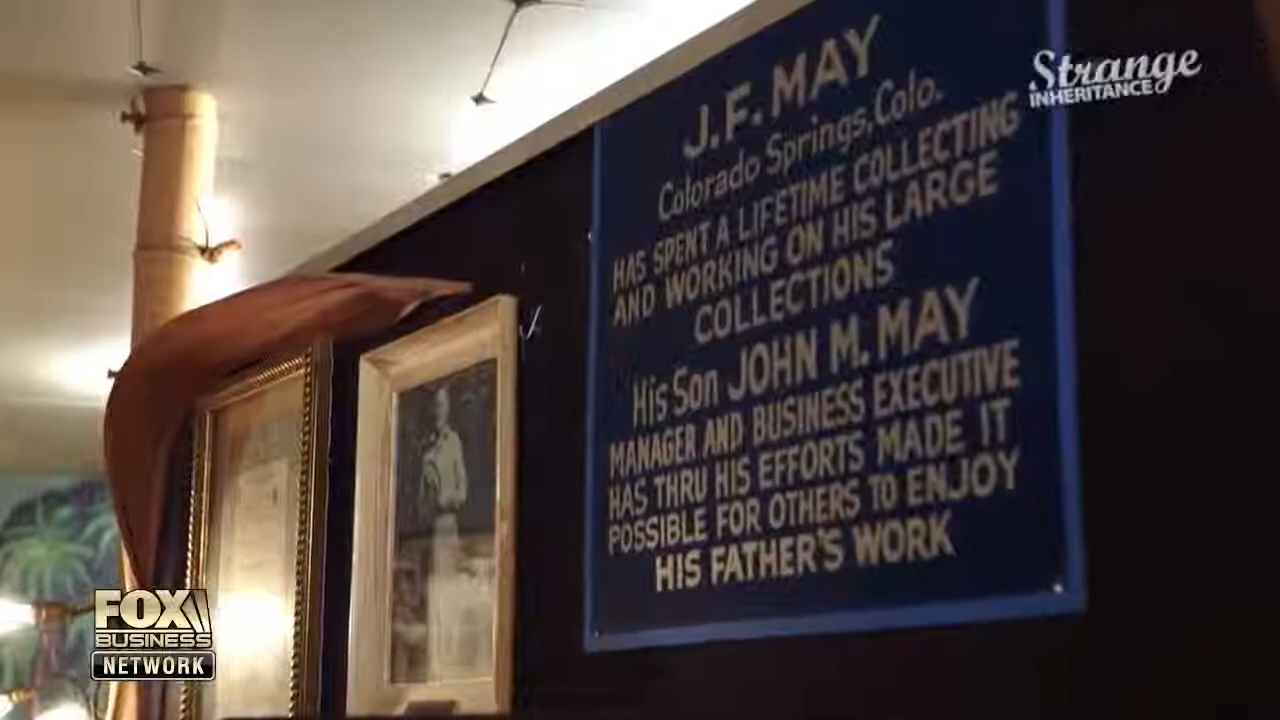 Strange
INHERITANCE
J.F. MAY
Colorado Springs, Colo.
HAS SPENT A LIFETIME COLLECTING
AND WORKING ON HIS LARGE
COLLECTIONS
His Son JOHN M. MAY
MANAGER AND BUSINESS EXECUTIVE
HAS THRU HIS EFFORTS MADE IT
POSSIBLE FOR OTHERS TO ENJOY
HIS FATHER'S WORK
FOX
BUSINESS
NETWORK